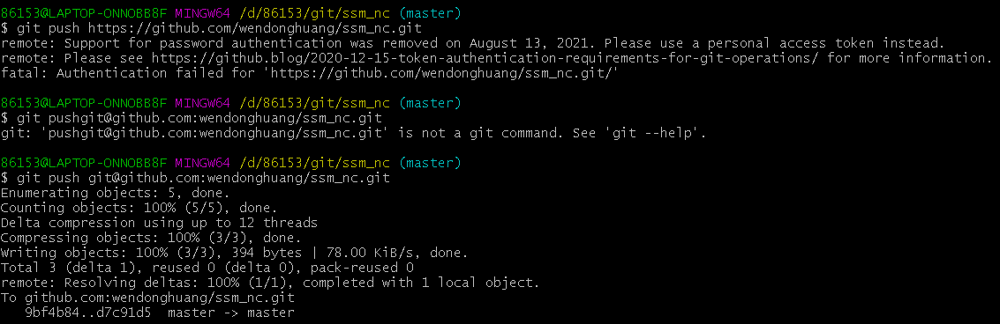 86153@LAPTOP-ONNOBB8F MINGW64 /d/86153/git/ssm_nc (master)
$ git push https://github.com/wendonghuang/ssm_nc.git
remote: Support for password authentication was removed on August 13, 2021. Please use a personal access token instead.
remote: Please see https://github.blog/2020-12-15-token-authentication-requirements-for-git-operations/ for more information.
fatal: Authentication failed for 'https://github.com/wendonghuang/ssm_nc.git/'
86153@LAPTOP-ONNOBB8F MINGW64 /d/86153/git/ssm_nc (master)
$ git pushgit@github.com:wendonghuang/ssm_nc.git
git: 'pushgit@github.com:wendonghuang/ssm_nc.git' is not a git command. See 'git --help'.
86153@LAPTOP-ONNOBB8F MINGW64 /d/86153/git/ssm_nc (master)
$ git push git@github.com:wendonghuang/ssm_nc.git
Enumerating objects: 5, done.
Counting objects: 100% (5/5), done.
Delta compression using up to 12 threads
Compressing objects: 100% (3/3), done.
Writing objects: 100% (3/3), 394 bytes | 78.00 KiB/s, done.
Total 3 (delta 1), reused 0 (delta 0), pack-reused 0
remote: Resolving deltas: 100% (1/1), completed with 1 local object.
To github.com:wendonghuang/ssm_nc.git
9bf4b84..d7c91d5  master -> master